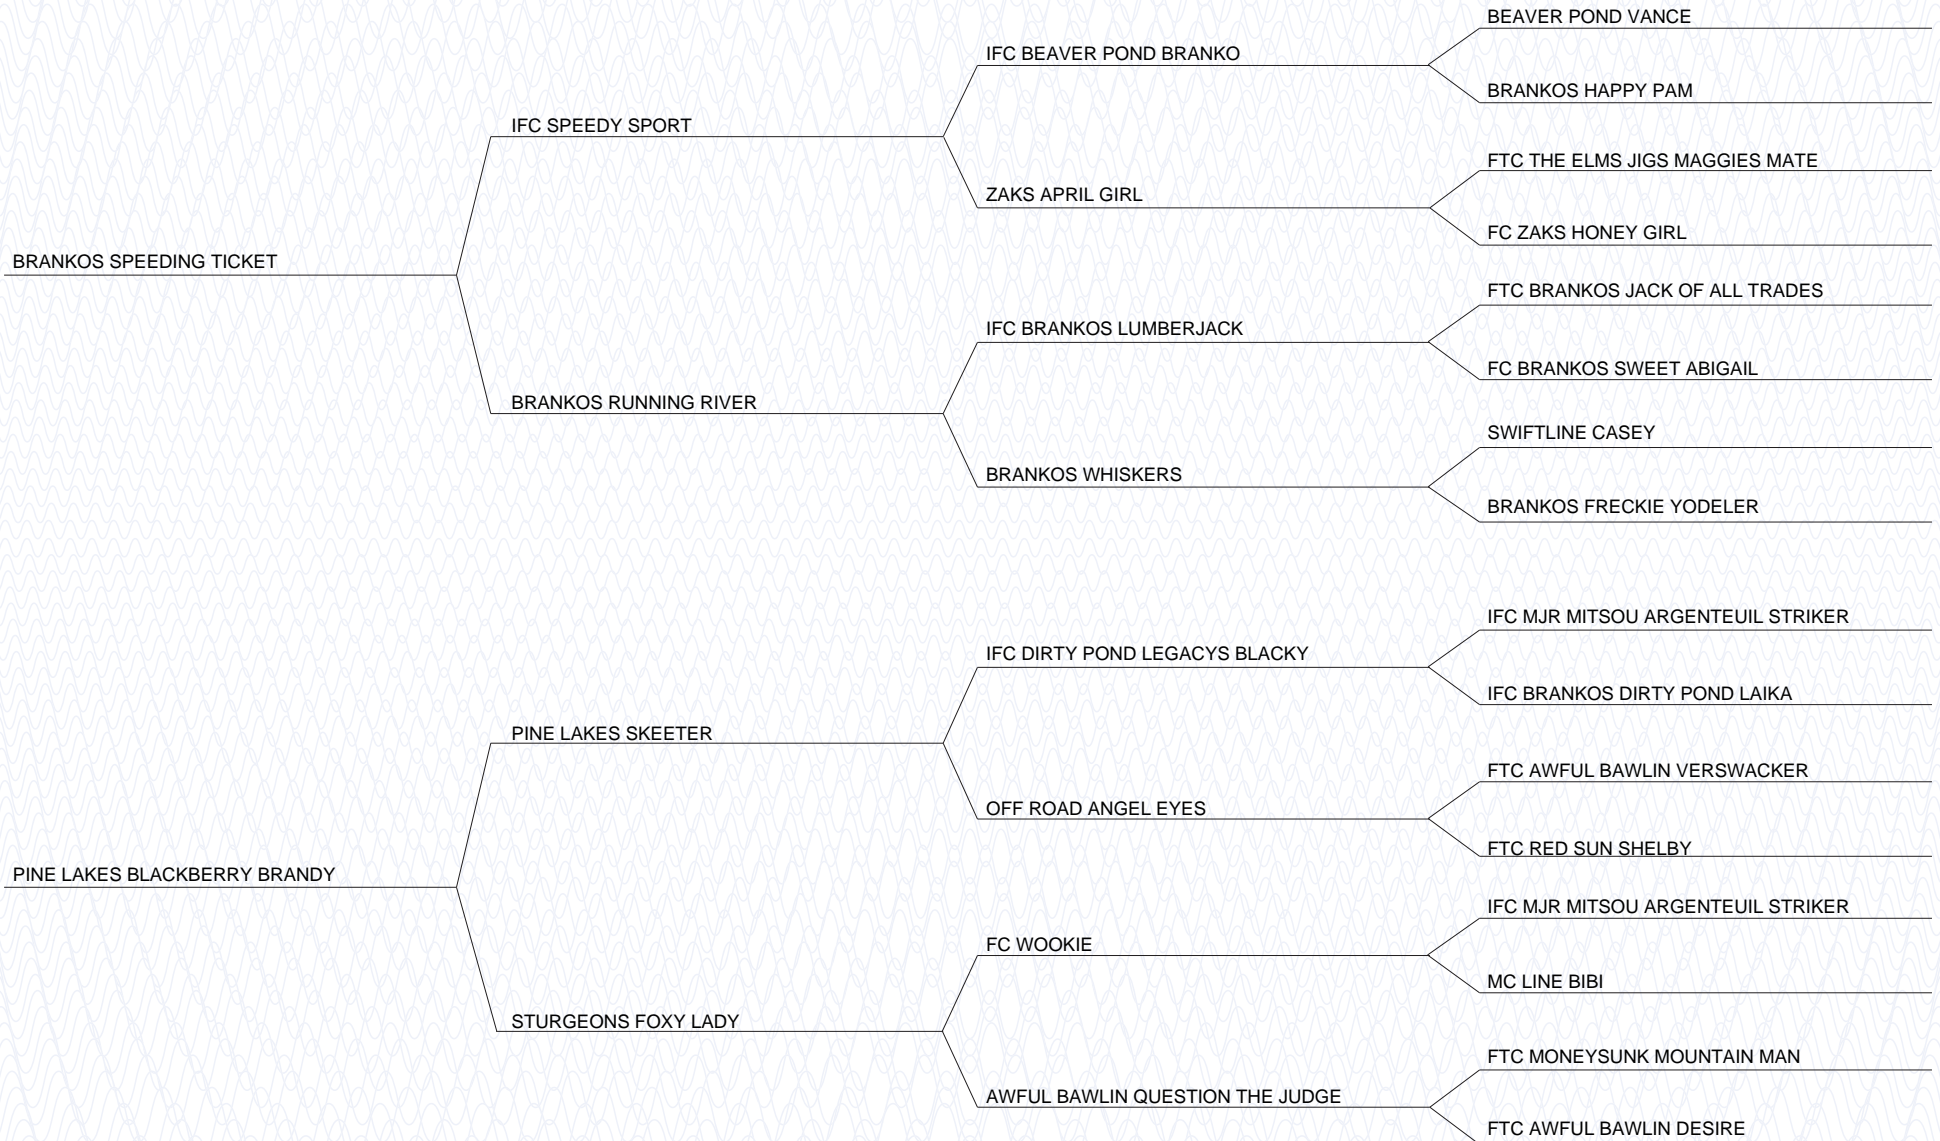 BEAVER POND VANCE
IFC BEAVER POND BRANKO
BRANKOS HAPPY PAM
IFC SPEEDY SPORT
FTC THE ELMS JIGS MAGGIES MATE
ZAKS APRIL GIRL
FC ZAKS HONEY GIRL
BRANKOS SPEEDING TICKET
FTC BRANKOS JACK OF ALL TRADES
IFC BRANKOS LUMBERJACK
FC BRANKOS SWEET ABIGAIL
BRANKOS RUNNING RIVER
SWIFTLINE CASEY
BRANKOS WHISKERS
BRANKOS FRECKIE YODELER
IFC MJR MITSOU ARGENTEUIL STRIKER
IFC DIRTY POND LEGACYS BLACKY
IFC BRANKOS DIRTY POND LAIKA
PINE LAKES SKEETER
FTC AWFUL BAWLIN VERSWACKER
OFF ROAD ANGEL EYES
FTC RED SUN SHELBY
PINE LAKES BLACKBERRY BRANDY
IFC MJR MITSOU ARGENTEUIL STRIKER
FC WOOKIE
MC LINE BIBI
STURGEONS FOXY LADY
FTC MONEYSUNK MOUNTAIN MAN
AWFUL BAWLIN QUESTION THE JUDGE
FTC AWFUL BAWLIN DESIRE